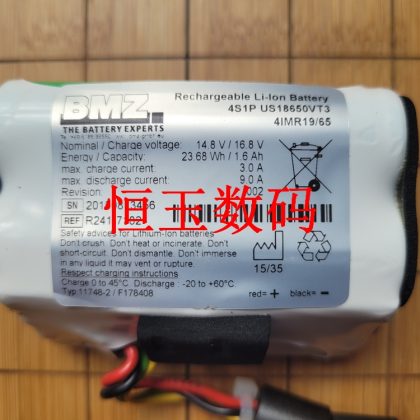 BMZ
THE BATTERY EXPERTS
Rechargeable Li-Ion Battery
4S1P US18650VT3
4IMR19/65
Nominal / Charge voltage: 14.8 V / 16.8 V
Energy / Capacity: 23.68 Wh / 1.6 Ah
max. charge current: 3.0 A
max. discharge current: 9.0 A
Revision: 002
恒玉数码
SN
REF
Safety advices for Lithium-Ion batteries
Don't crush. Don't heat or incinerate. Don't
short-circuit. Don't dismantle. Don't immerse
in any liquid it may vent or rupture.
Respect charging instructions
Charge 0 to 45°C Discharge: -20 to +60°C
Typ:11748-2 / F178408
15/35
red= + black= -